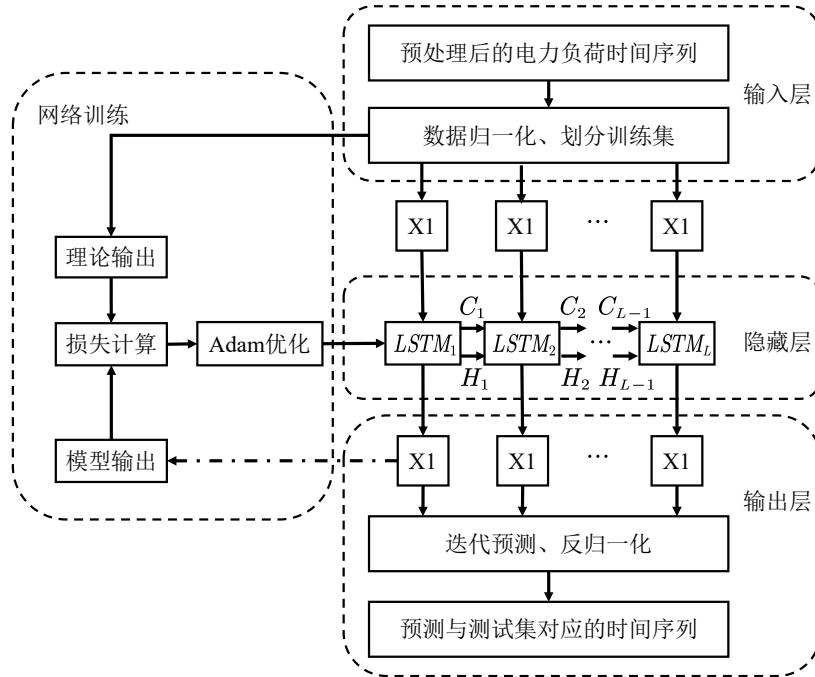 预处理后的电力负荷时间序列
输入层
网络训练
数据归一化、划分训练集
X1 X1 ... X1
理论输出
C₁ C₂ C_{L-1}
损失计算 Adam优化 LSTM₁ LSTM₂ ... LSTM_L 隐藏层
H₁ H₂ H_{L-1}
模型输出 X1 X1 ... X1
输出层
迭代预测、反归一化
预测与测试集对应的时间序列